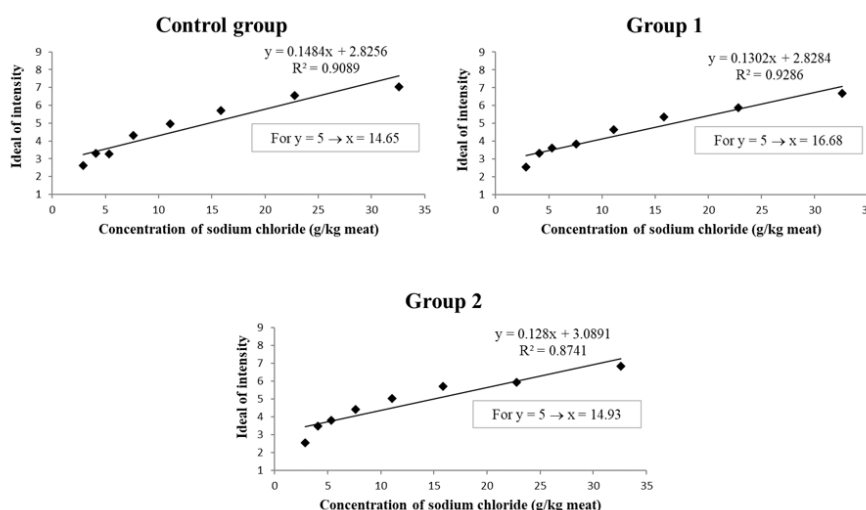 Control group
y = 0.1484x + 2.8256
R² = 0.9089
For y = 5 → x = 14.65
Ideal of intensity
9
8
7
6
5
4
3
2
1
0 5 10 15 20 25 30 35
Concentration of sodium chloride (g/kg meat)
Group 1
y = 0.1302x + 2.8284
R² = 0.9286
For y = 5 → x = 16.68
Ideal of intensity
9
8
7
6
5
4
3
2
1
0 5 10 15 20 25 30 35
Concentration of sodium chloride (g/kg meat)
Group 2
y = 0.128x + 3.0891
R² = 0.8741
For y = 5 → x = 14.93
Ideal of intensity
9
8
7
6
5
4
3
2
1
0 5 10 15 20 25 30 35
Concentration of sodium chloride (g/kg meat)